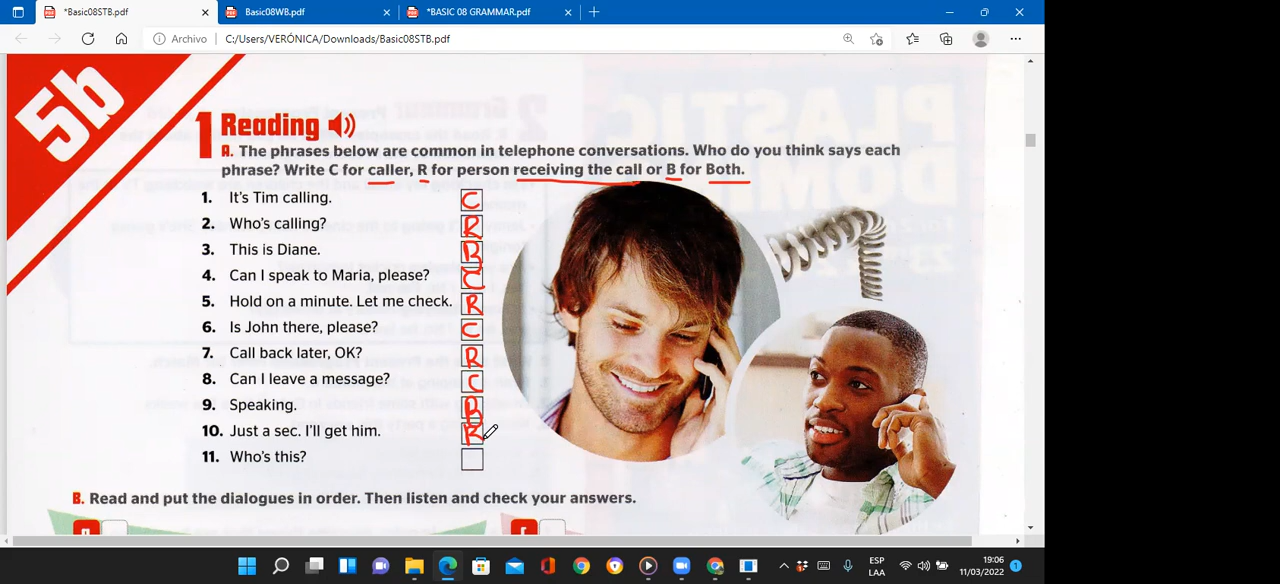 *Basic08STB.pdf
Basic08WB.pdf
*BASIC 08 GRAMMAR.pdf
Archivo
C:/Users/VERÓNICA/Downloads/Basic08STB.pdf
5b
1 Reading
A. The phrases below are common in telephone conversations. Who do you think says each
phrase? Write C for caller, R for person receiving the call or B for Both.
1. It's Tim calling. C
2. Who's calling? R
3. This is Diane. B
4. Can I speak to Maria, please? C
5. Hold on a minute. Let me check. R
6. Is John there, please? C
7. Call back later, OK? R
8. Can I leave a message? C
9. Speaking. B
10. Just a sec. I'll get him. R
11. Who's this?
B. Read and put the dialogues in order. Then listen and check your answers.
ESP
LAA
19:06
11/03/2022
1